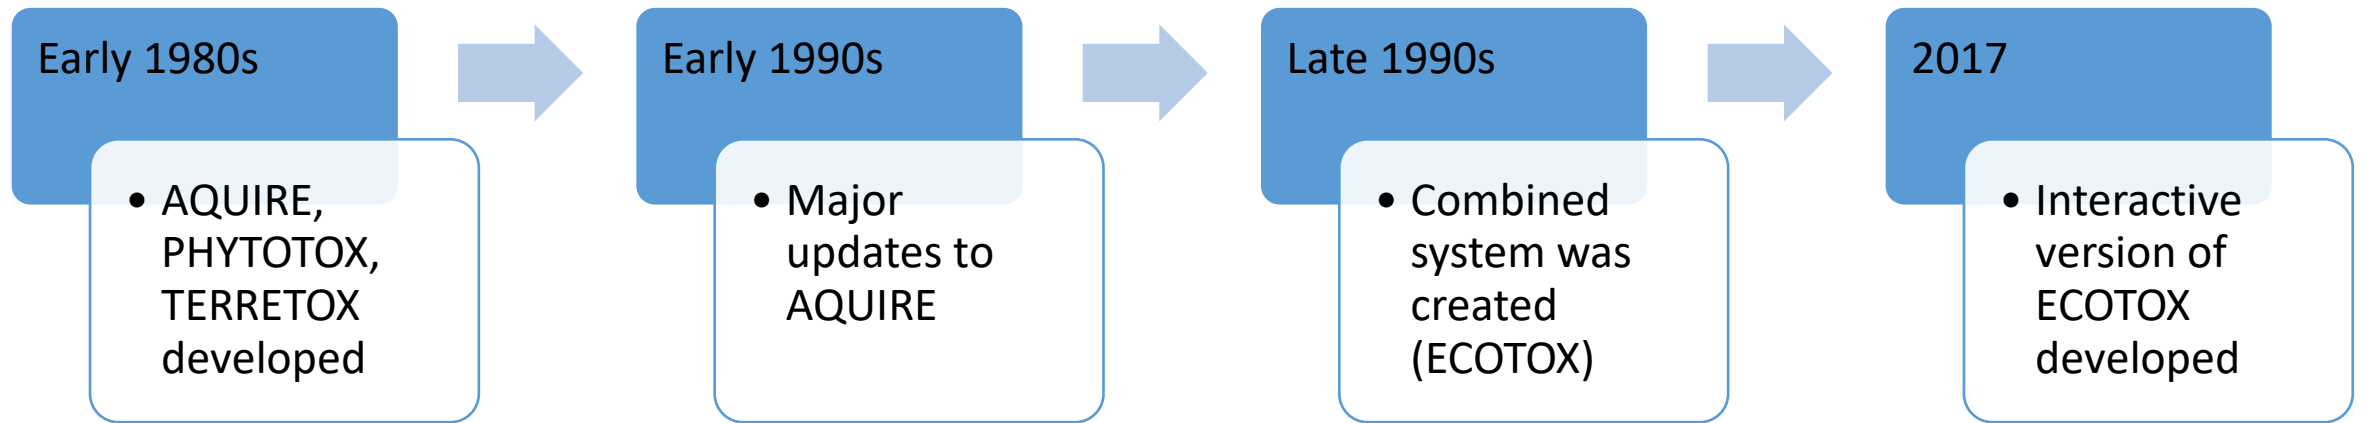 Early 1980s
• AQUIRE,
PHYTOTOX,
TERRETOX
developed
Early 1990s
• Major
updates to
AQUIRE
Late 1990s
• Combined
system was
created
(ECOTOX)
2017
• Interactive
version of
ECOTOX
developed